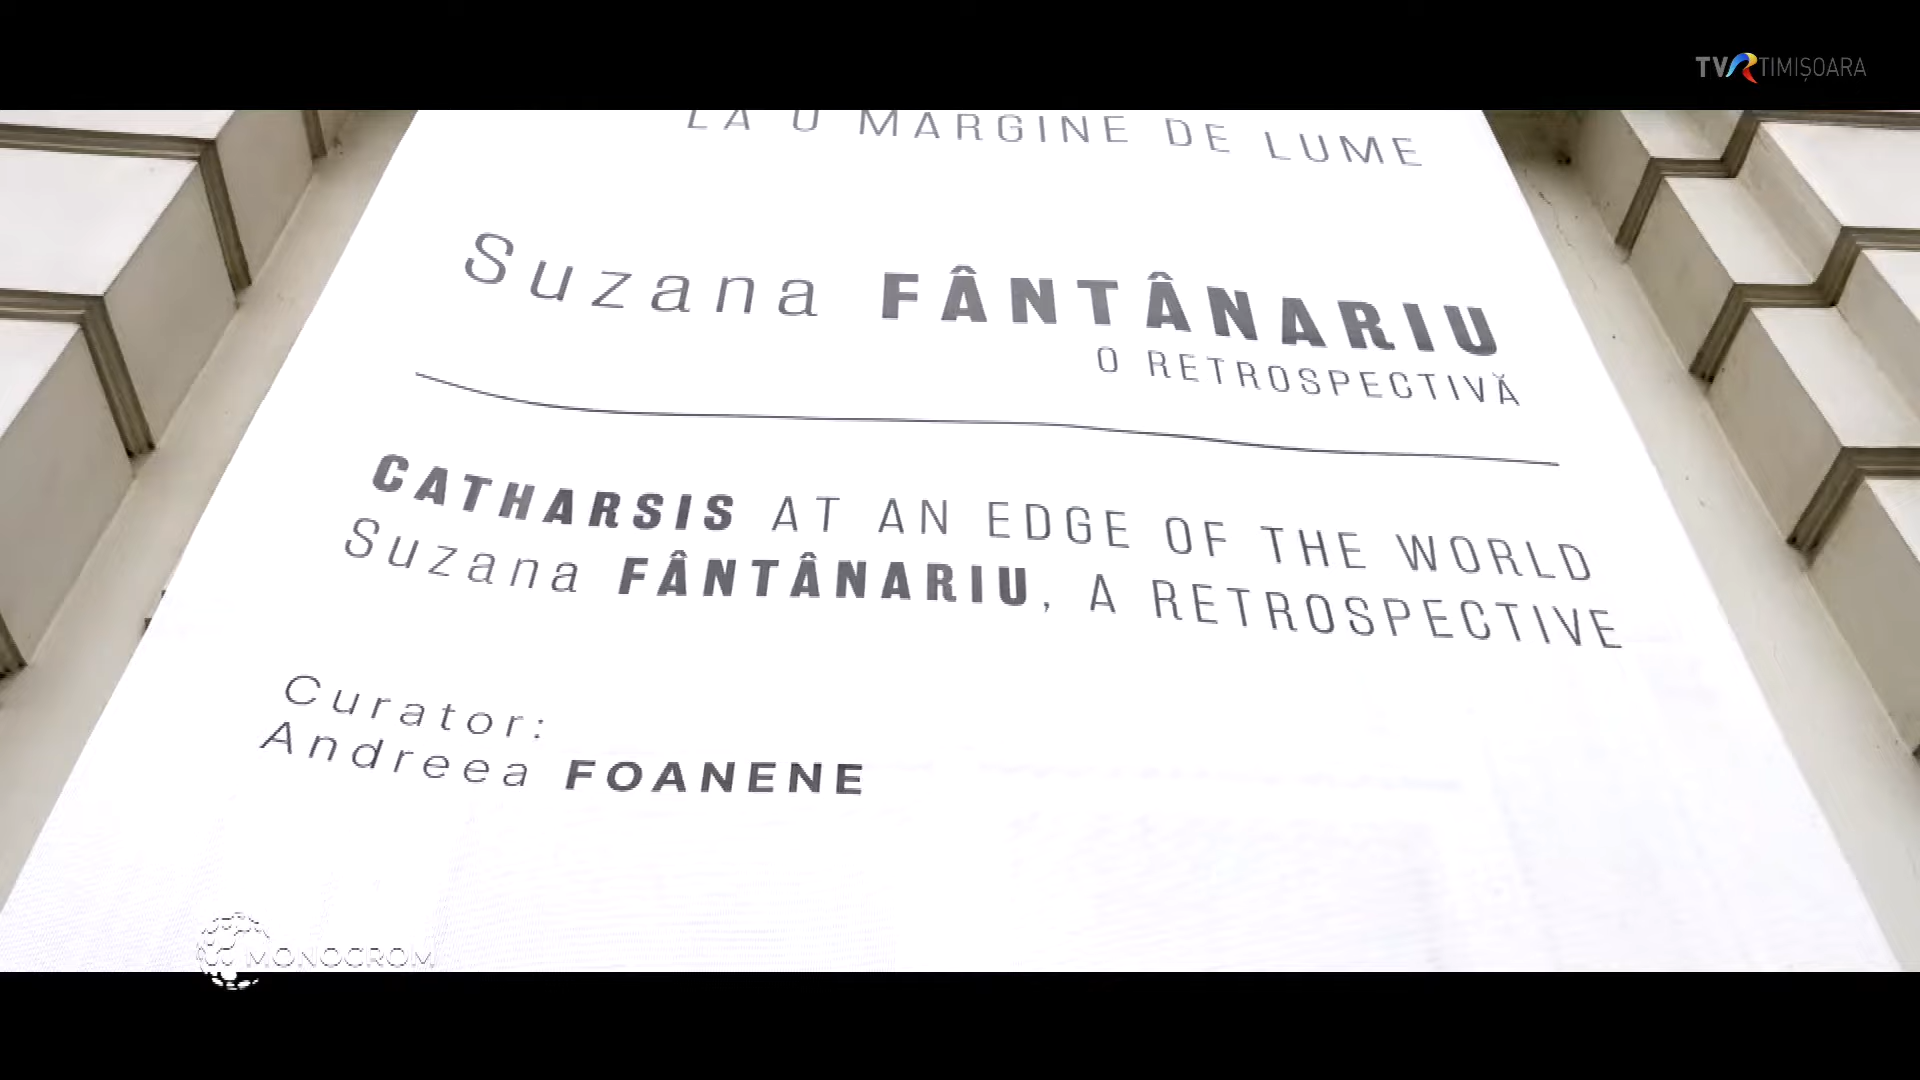 TVR TIMIȘOARA
LA O MARGINE DE LUME
Suzana FÂNTÂNARIU
O RETROSPECTIVĂ
CATHARSIS AT AN EDGE OF THE WORLD
Suzana FÂNTÂNARIU, A RETROSPECTIVE
Curator:
Andreea FOANENE
MONOCROM